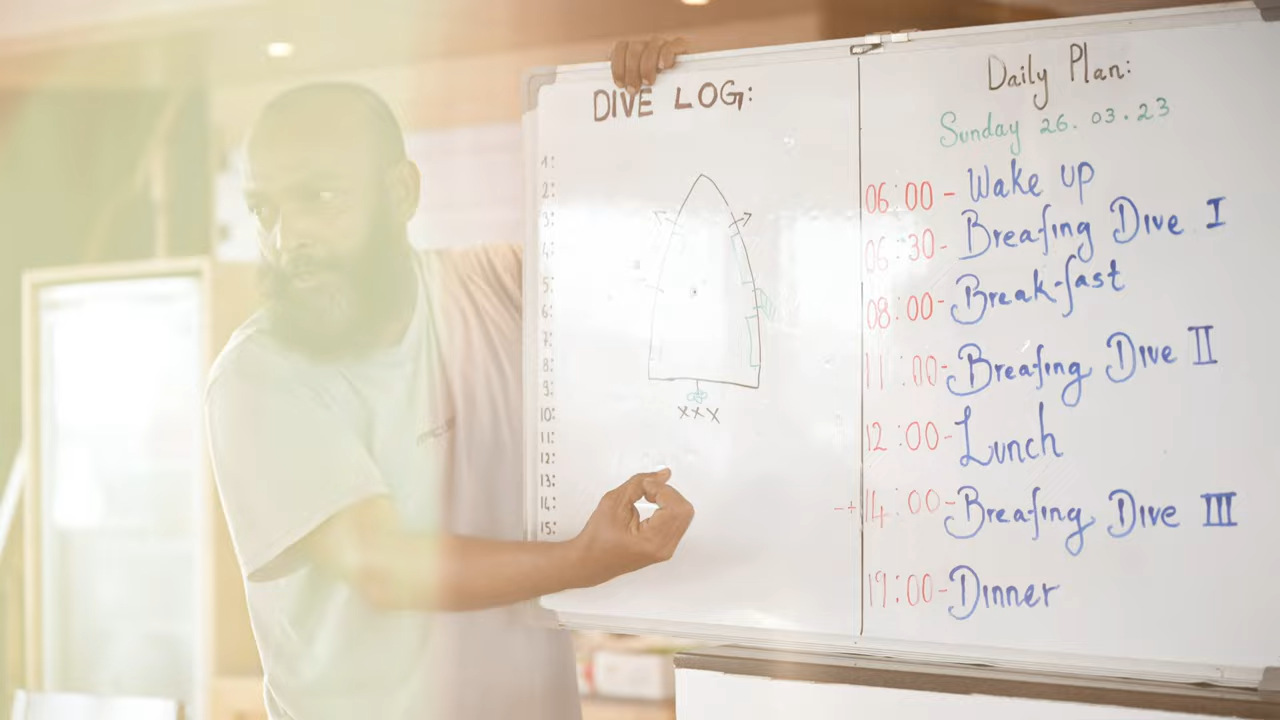 DIVE LOG:
1:
2:
3:
4:
5:
6:
7:
8:
9:
10:
11:
12:
13:
14:
15:
XXX
Daily Plan:
Sunday 26.03.23
06:00 - Wake up
06:30 - Breafing Dive I
08:00 - Break-fast
11:00 - Breafing Dive II
12:00 - Lunch
-+14:00 - Breafing Dive III
19:00 - Dinner